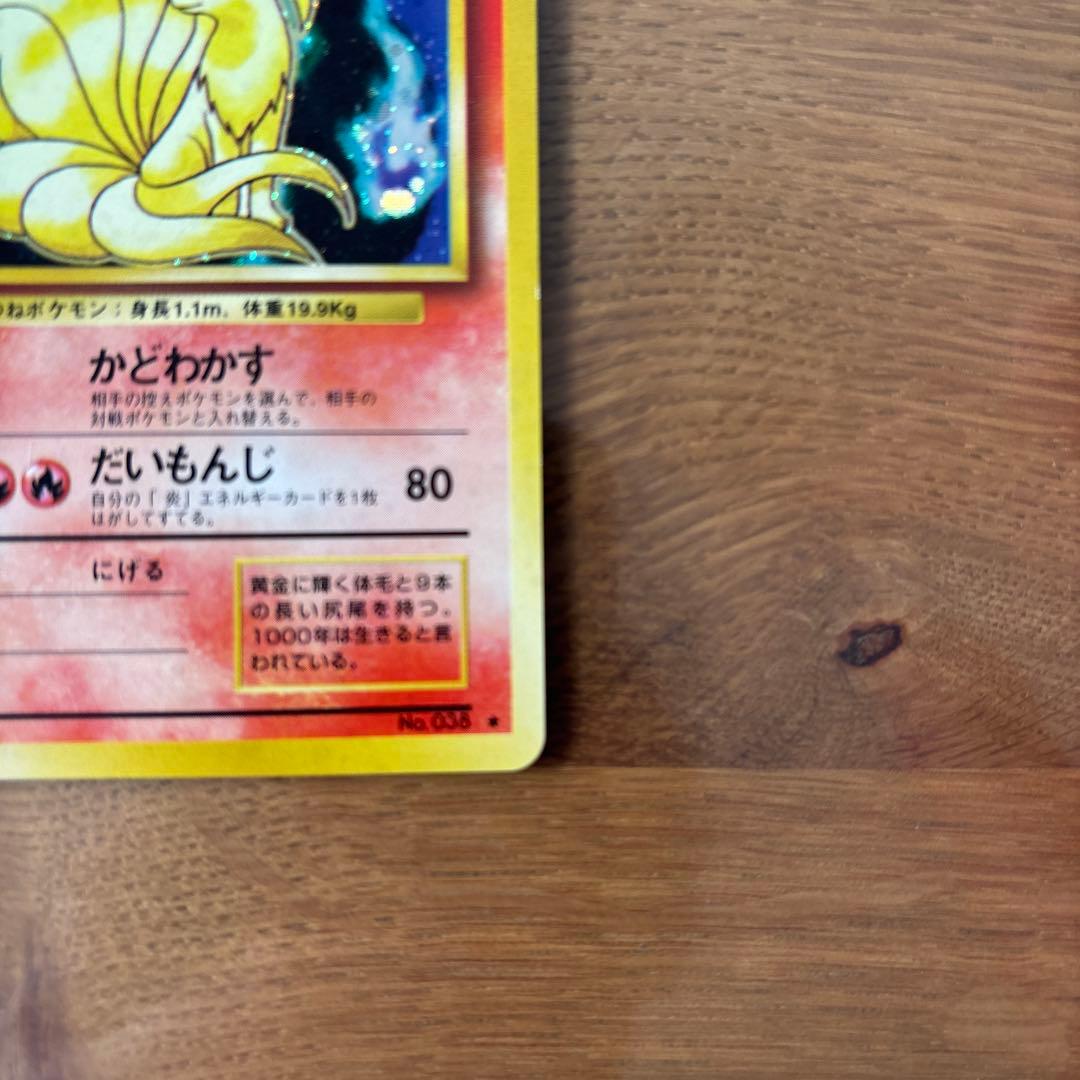 ねポケモン：身長1.1m, 体重19.9Kg
かどわかす
相手の控えポケモンを選んで、相手の
対戦ポケモンと入れ替える。
だいもんじ 80
自分の「炎」エネルギーカードを1枚
はがしてすてる。
にげる
黄金に輝く体毛と9本
の長い尻尾を持つ。
1000年は生きると言
われている。
No.038 ★